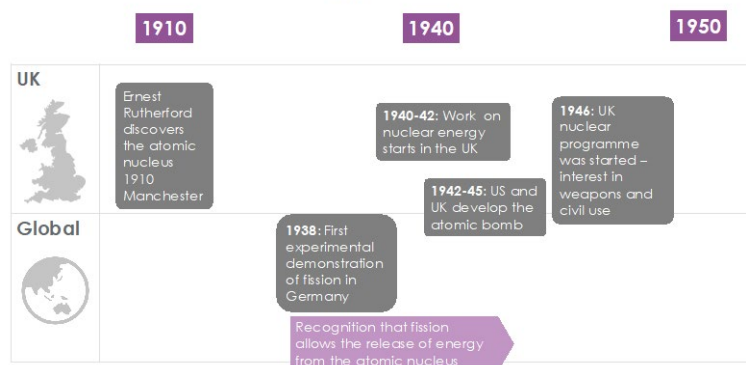 1910
1940
1950
UK
Ernest
Rutherford
discovers
the atomic
nucleus
1910
Manchester
1940-42: Work on
nuclear energy
starts in the UK
1946: UK
nuclear
programme
was started –
interest in
weapons and
civil use
1942-45: US and
UK develop the
atomic bomb
Global
1938: First
experimental
demonstration
of fission in
Germany
Recognition that fission
allows the release of energy
from the atomic nucleus